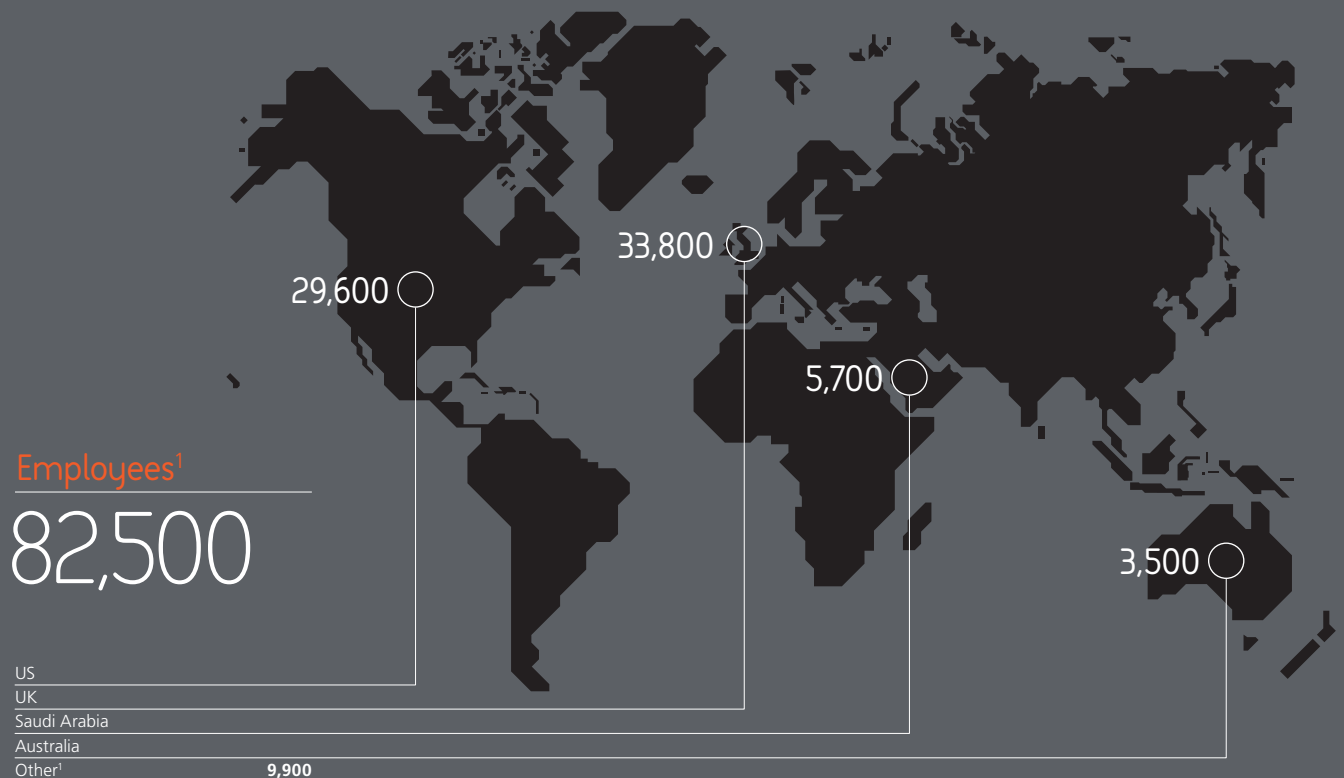 33,800
29,600
5,700
Employees¹
82,500
3,500
US
UK
Saudi Arabia
Australia
Other¹ 9,900